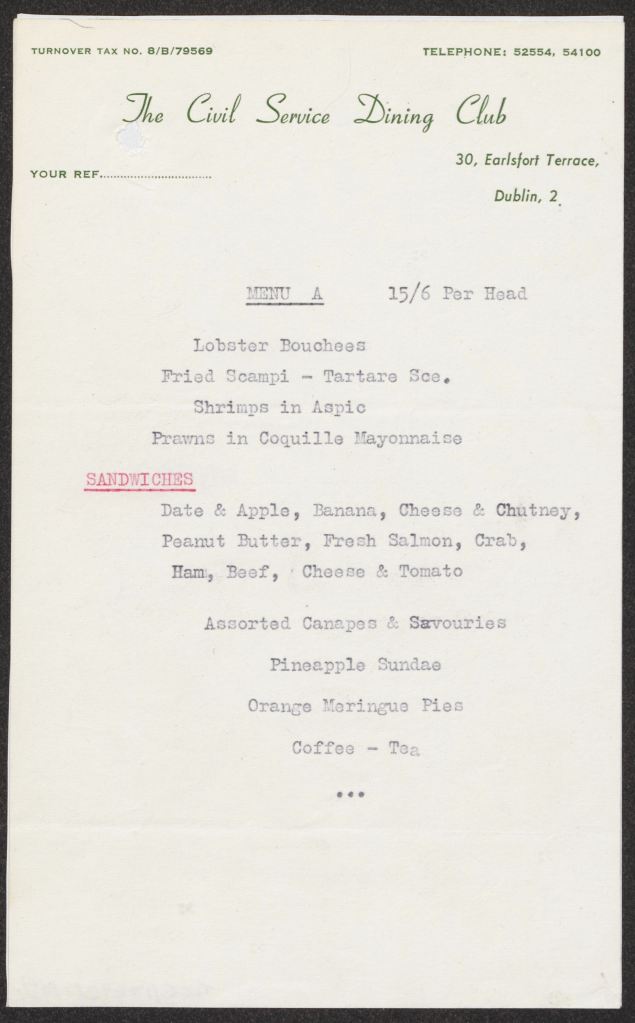 TURNOVER TAX NO. 8/B/79569
TELEPHONE: 52554, 54100
The Civil Service Dining Club
30, Earlsfort Terrace,
YOUR REF................................
Dublin, 2.
MENU A 15/6 Per Head
Lobster Bouchees
Fried Scampi - Tartare Sce.
Shrimps in Aspic
Prawns in Coquille Mayonnaise
SANDWICHES
Date & Apple, Banana, Cheese & Chutney,
Peanut Butter, Fresh Salmon, Crab,
Ham, Beef, Cheese & Tomato
Assorted Canapes & Savouries
Pineapple Sundae
Orange Meringue Pies
Coffee - Tea
...